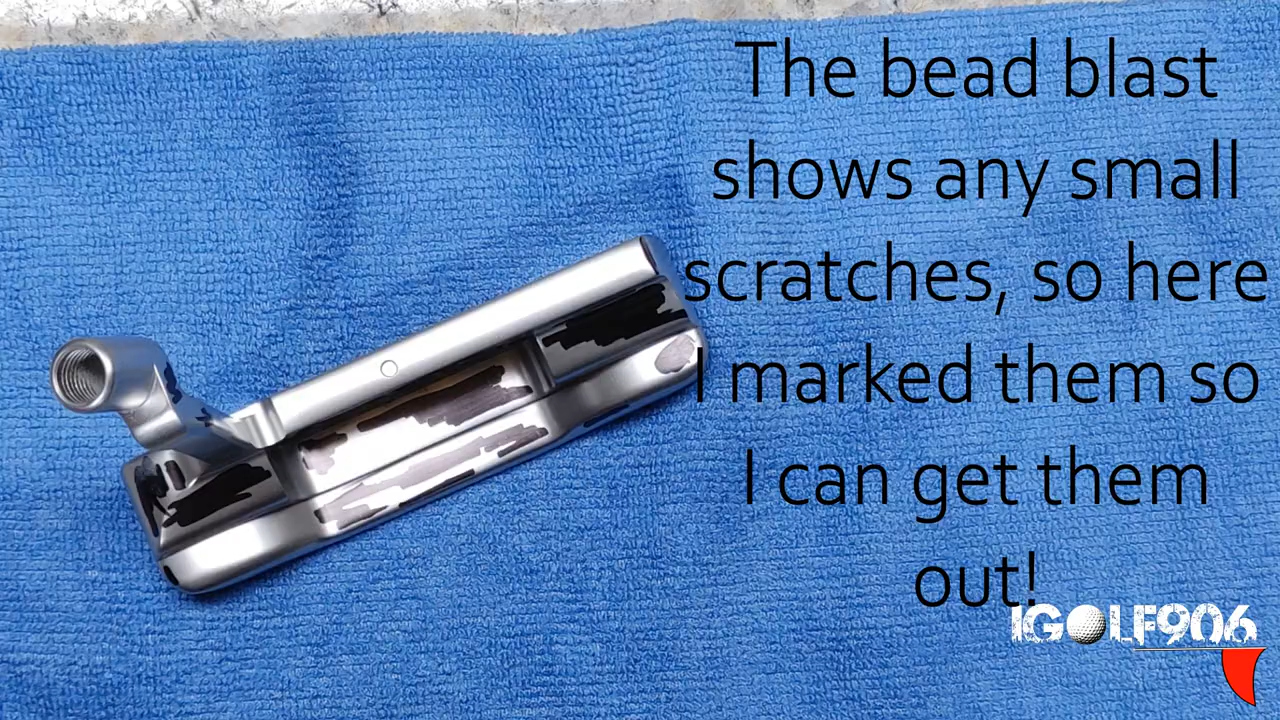 The bead blast
shows any small
scratches, so here
I marked them so
I can get them
out!
IGOLF906